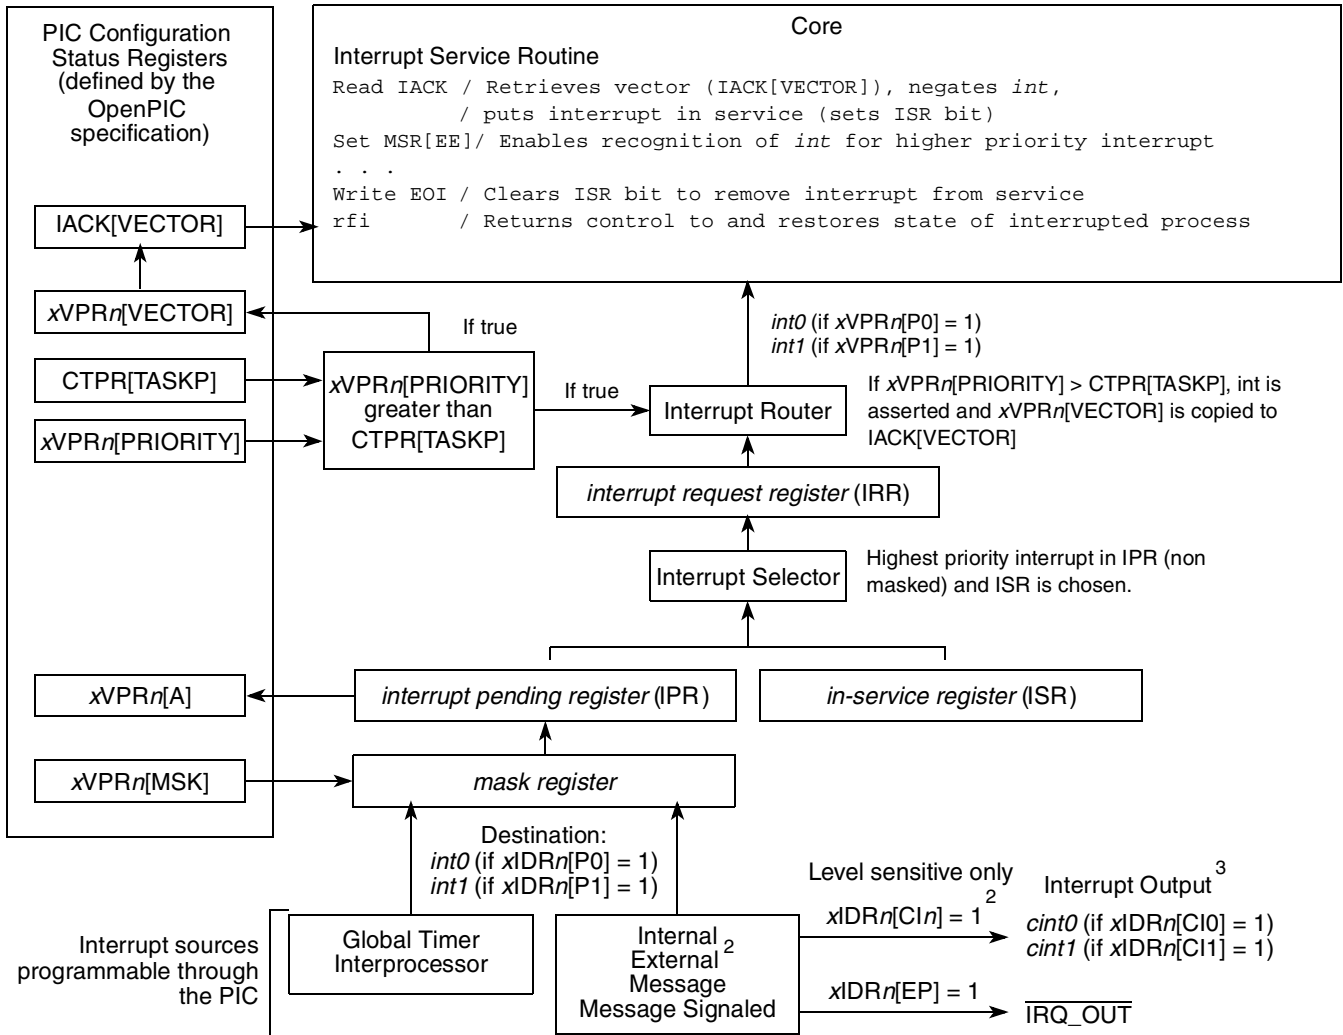 PIC Configuration
Status Registers
(defined by the
OpenPIC
specification)
IACK[VECTOR]
xVPRn[VECTOR]
CTPR[TASKP]
xVPRn[PRIORITY]
xVPRn[A]
xVPRn[MSK]
Core
Interrupt Service Routine
Read IACK / Retrieves vector (IACK[VECTOR]), negates int,
/ puts interrupt in service (sets ISR bit)
Set MSR[EE]/ Enables recognition of int for higher priority interrupt
. . .
Write EOI / Clears ISR bit to remove interrupt from service
rfi / Returns control to and restores state of interrupted process
If true
xVPRn[PRIORITY]
greater than
CTPR[TASKP]
If true
int0 (if xVPRn[P0] = 1)
int1 (if xVPRn[P1] = 1)
Interrupt Router
If xVPRn[PRIORITY] > CTPR[TASKP], int is
asserted and xVPRn[VECTOR] is copied to
IACK[VECTOR]
interrupt request register (IRR)
Interrupt Selector
Highest priority interrupt in IPR (non
masked) and ISR is chosen.
interrupt pending register (IPR)
in-service register (ISR)
mask register
Destination:
int0 (if xIDRn[P0] = 1)
int1 (if xIDRn[P1] = 1)
Interrupt sources
programmable through
the PIC
Global Timer
Interprocessor
Internal
External 2
Message
Message Signaled
Level sensitive only
xIDRn[CIn] = 1 2
Interrupt Output 3
cint0 (if xIDRn[CI0] = 1)
cint1 (if xIDRn[CI1] = 1)
xIDRn[EP] = 1
IRQ_OUT